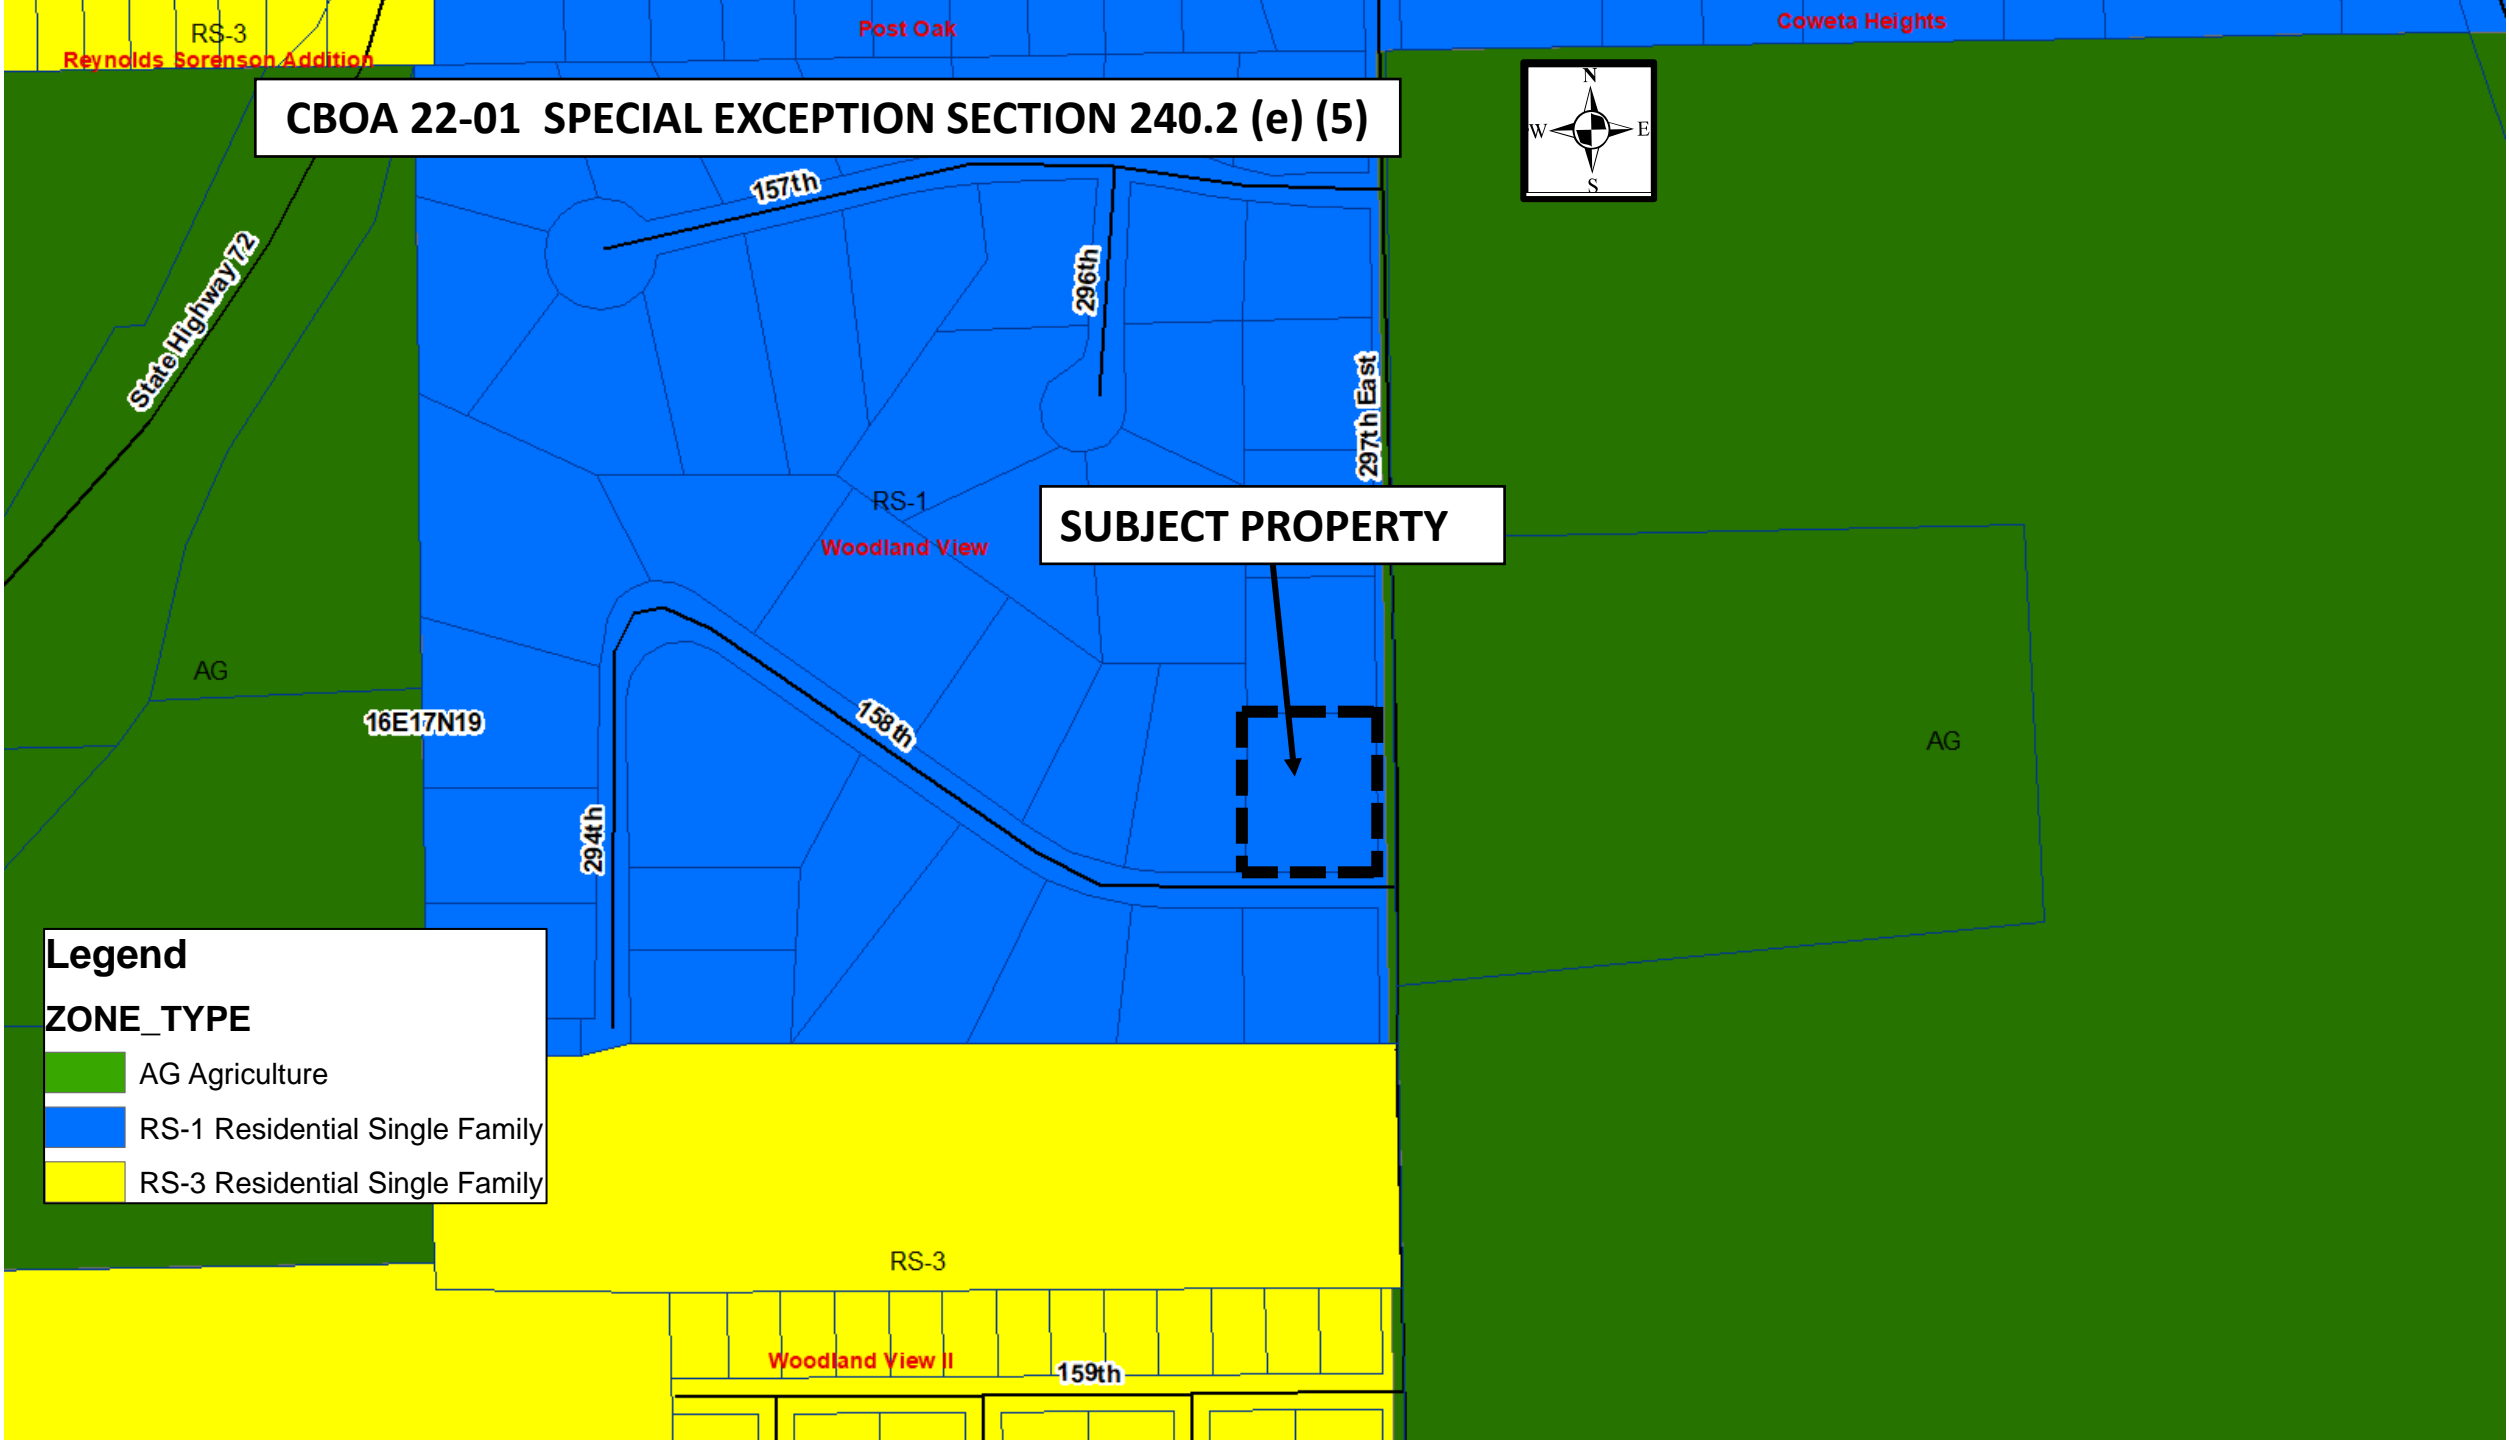 Post Oak
Coweta Heights
RS-3
Reynolds Sorenson Addition
CBOA 22-01 SPECIAL EXCEPTION SECTION 240.2 (e) (5)
N
W
E
S
157th
296th
State Highway 72
297th East
RS-1
SUBJECT PROPERTY
Woodland View
AG
16E17N19
158th
AG
294th
Legend
ZONE_TYPE
AG Agriculture
RS-1 Residential Single Family
RS-3 Residential Single Family
RS-3
Woodland View II
159th